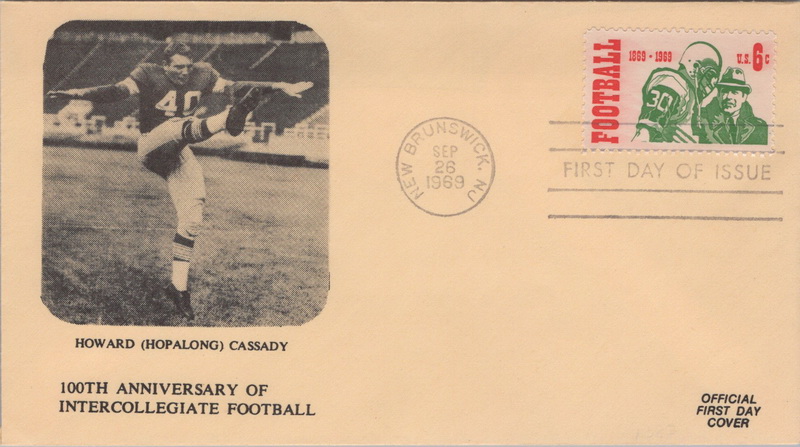 40
HOWARD (HOPALONG) CASSADY
100TH ANNIVERSARY OF
INTERCOLLEGIATE FOOTBALL
NEW BRUNSWICK, NJ
SEP
26
1969
FOOTBALL
1869 - 1969
U.S. 6c
30
FIRST DAY OF ISSUE
OFFICIAL
FIRST DAY
COVER